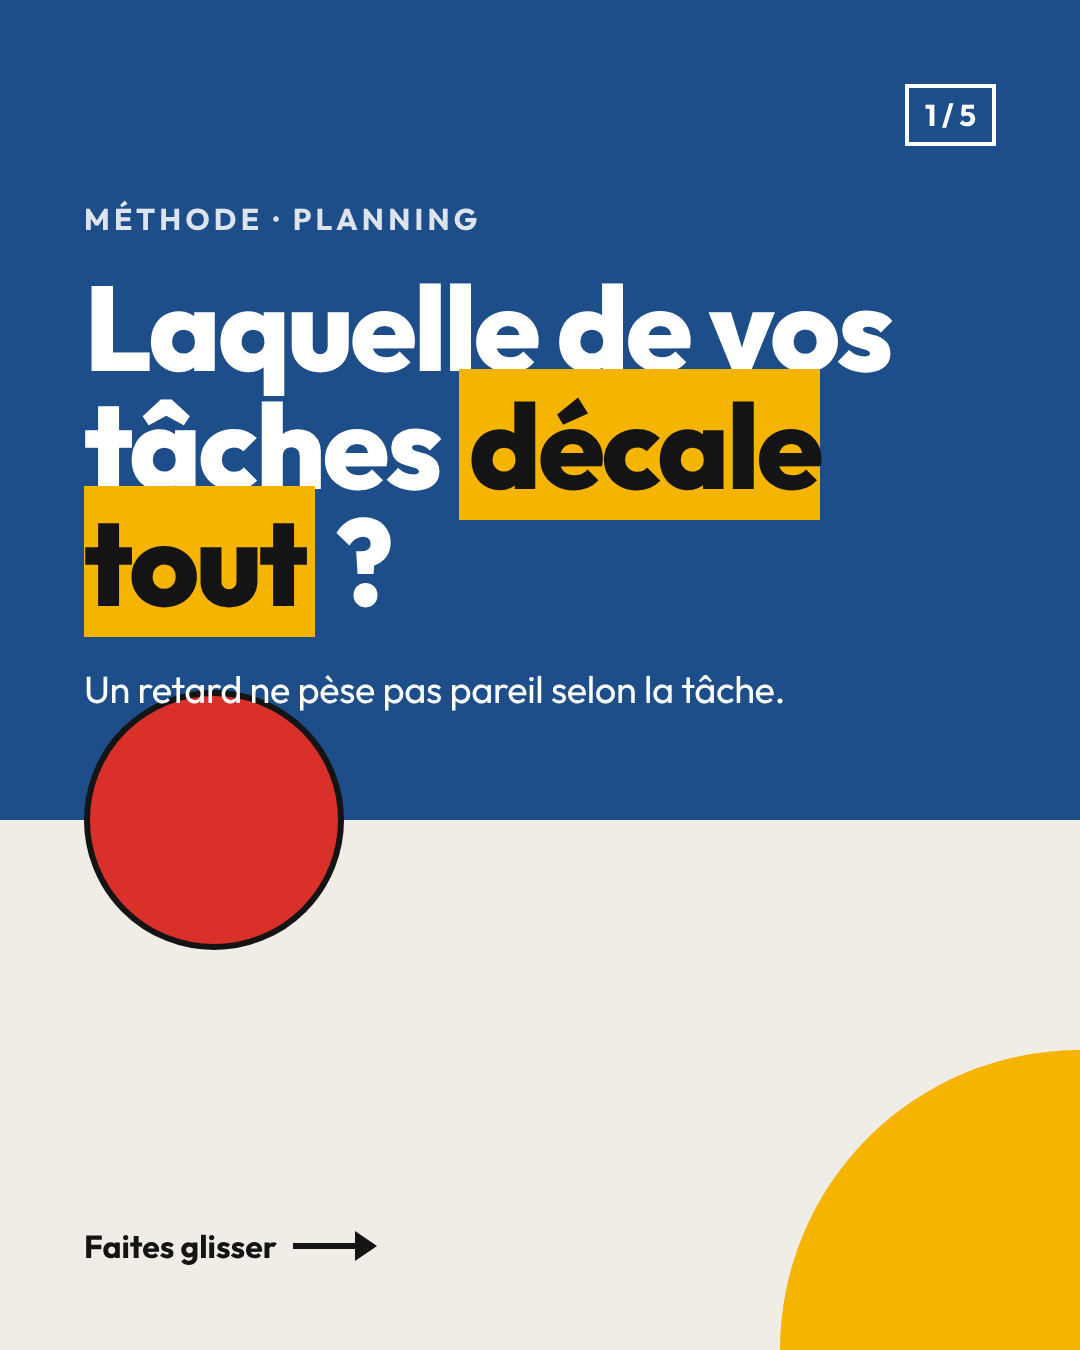 1/5
MÉTHODE · PLANNING
Laquelle de vos
tâches décale
tout ?
Un retard ne pèse pas pareil selon la tâche.
Faites glisser